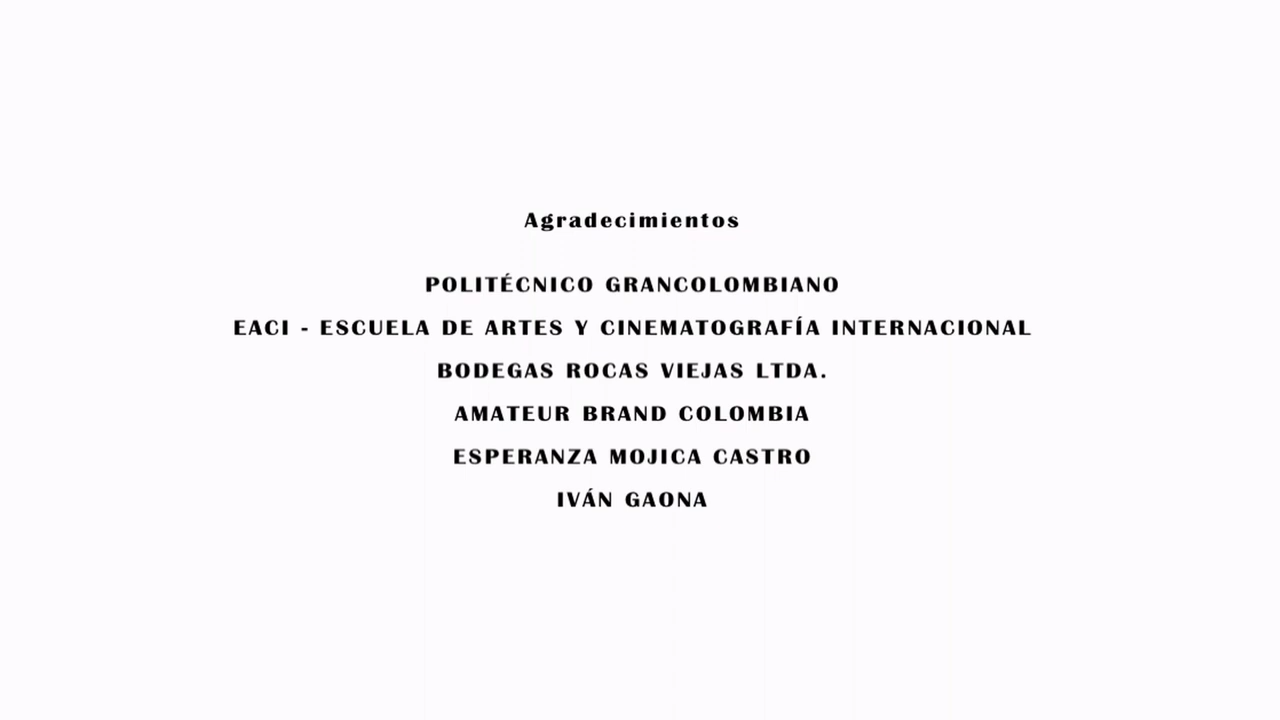 Agradecimientos
POLITÉCNICO GRANCOLOMBIANO
EACI - ESCUELA DE ARTES Y CINEMATOGRAFÍA INTERNACIONAL
BODEGAS ROCAS VIEJAS LTDA.
AMATEUR BRAND COLOMBIA
ESPERANZA MOJICA CASTRO
IVÁN GAONA